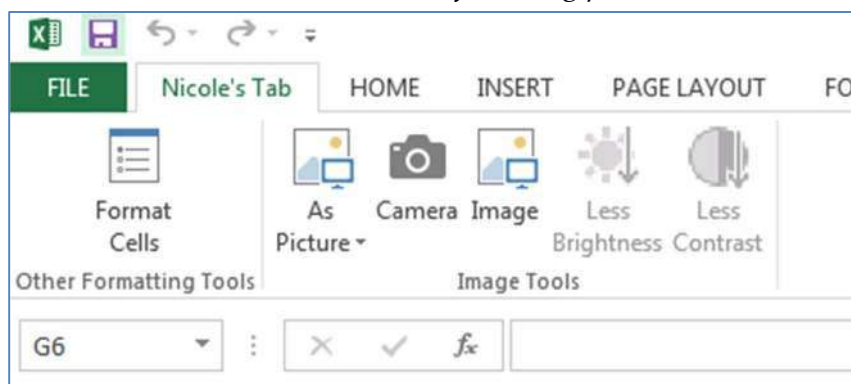 FILE Nicole's Tab HOME INSERT PAGE LAYOUT FO
Format Cells
As Picture
Camera
Image
Less Brightness
Less Contrast
Other Formatting Tools
Image Tools
G6
fx